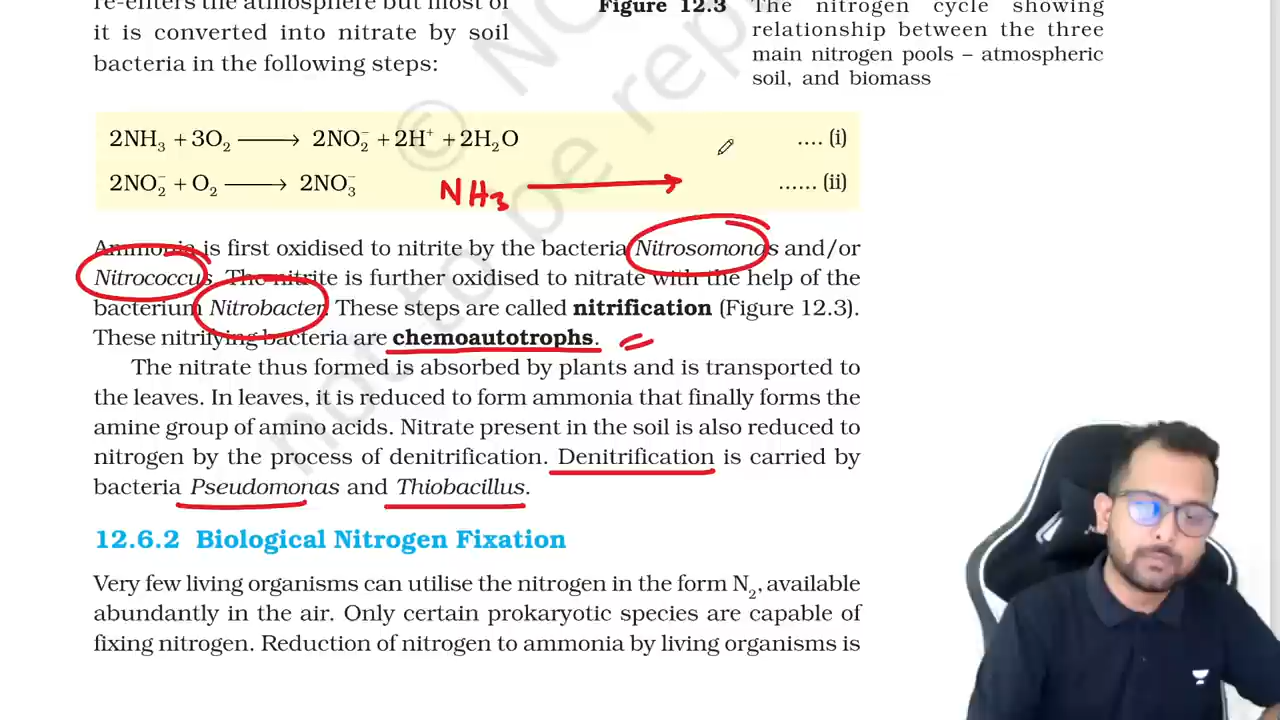 re-enters the atmosphere but most of
it is converted into nitrate by soil
bacteria in the following steps:
Figure 12.3 The nitrogen cycle showing
relationship between the three
main nitrogen pools – atmospheric
soil, and biomass
2NH₃ + 3O₂ ⟶ 2NO₂⁻ + 2H⁺ + 2H₂O .... (i)
2NO₂⁻ + O₂ ⟶ 2NO₃⁻ ...... (ii)
NH₃ ⟶
Ammonia is first oxidised to nitrite by the bacteria Nitrosomonas and/or
Nitrococcus. The nitrite is further oxidised to nitrate with the help of the
bacterium Nitrobacter. These steps are called nitrification (Figure 12.3).
These nitrifying bacteria are chemoautotrophs.
The nitrate thus formed is absorbed by plants and is transported to
the leaves. In leaves, it is reduced to form ammonia that finally forms the
amine group of amino acids. Nitrate present in the soil is also reduced to
nitrogen by the process of denitrification. Denitrification is carried by
bacteria Pseudomonas and Thiobacillus.
12.6.2 Biological Nitrogen Fixation
Very few living organisms can utilise the nitrogen in the form N₂, available
abundantly in the air. Only certain prokaryotic species are capable of
fixing nitrogen. Reduction of nitrogen to ammonia by living organisms is
© NC
not to be rep